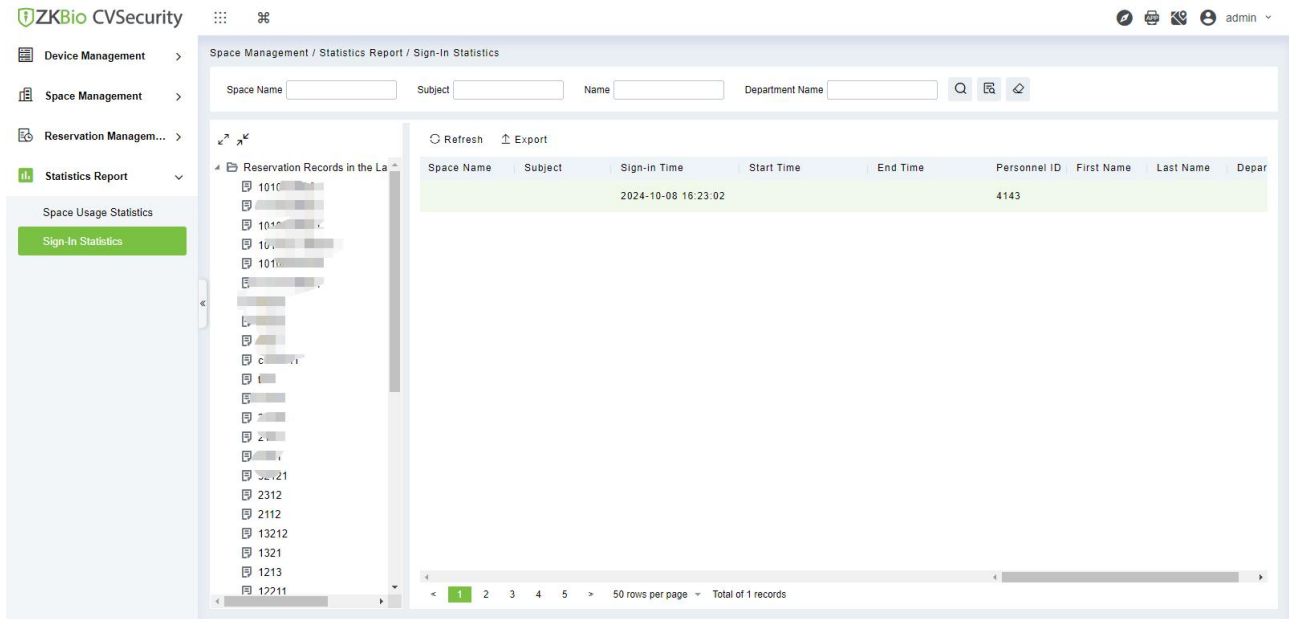 ZKBio CVSecurity
admin
Device Management
Space Management
Reservation Managem...
Statistics Report
Space Usage Statistics
Sign-In Statistics
Space Management / Statistics Report / Sign-In Statistics
Space Name Subject Name Department Name
Reservation Records in the La
2312
2112
13212
1321
1213
12211
Refresh Export
Space Name Subject Sign-in Time Start Time End Time Personnel ID First Name Last Name Depar
2024-10-08 16:23:02 4143
< 1 2 3 4 5 > 50 rows per page Total of 1 records